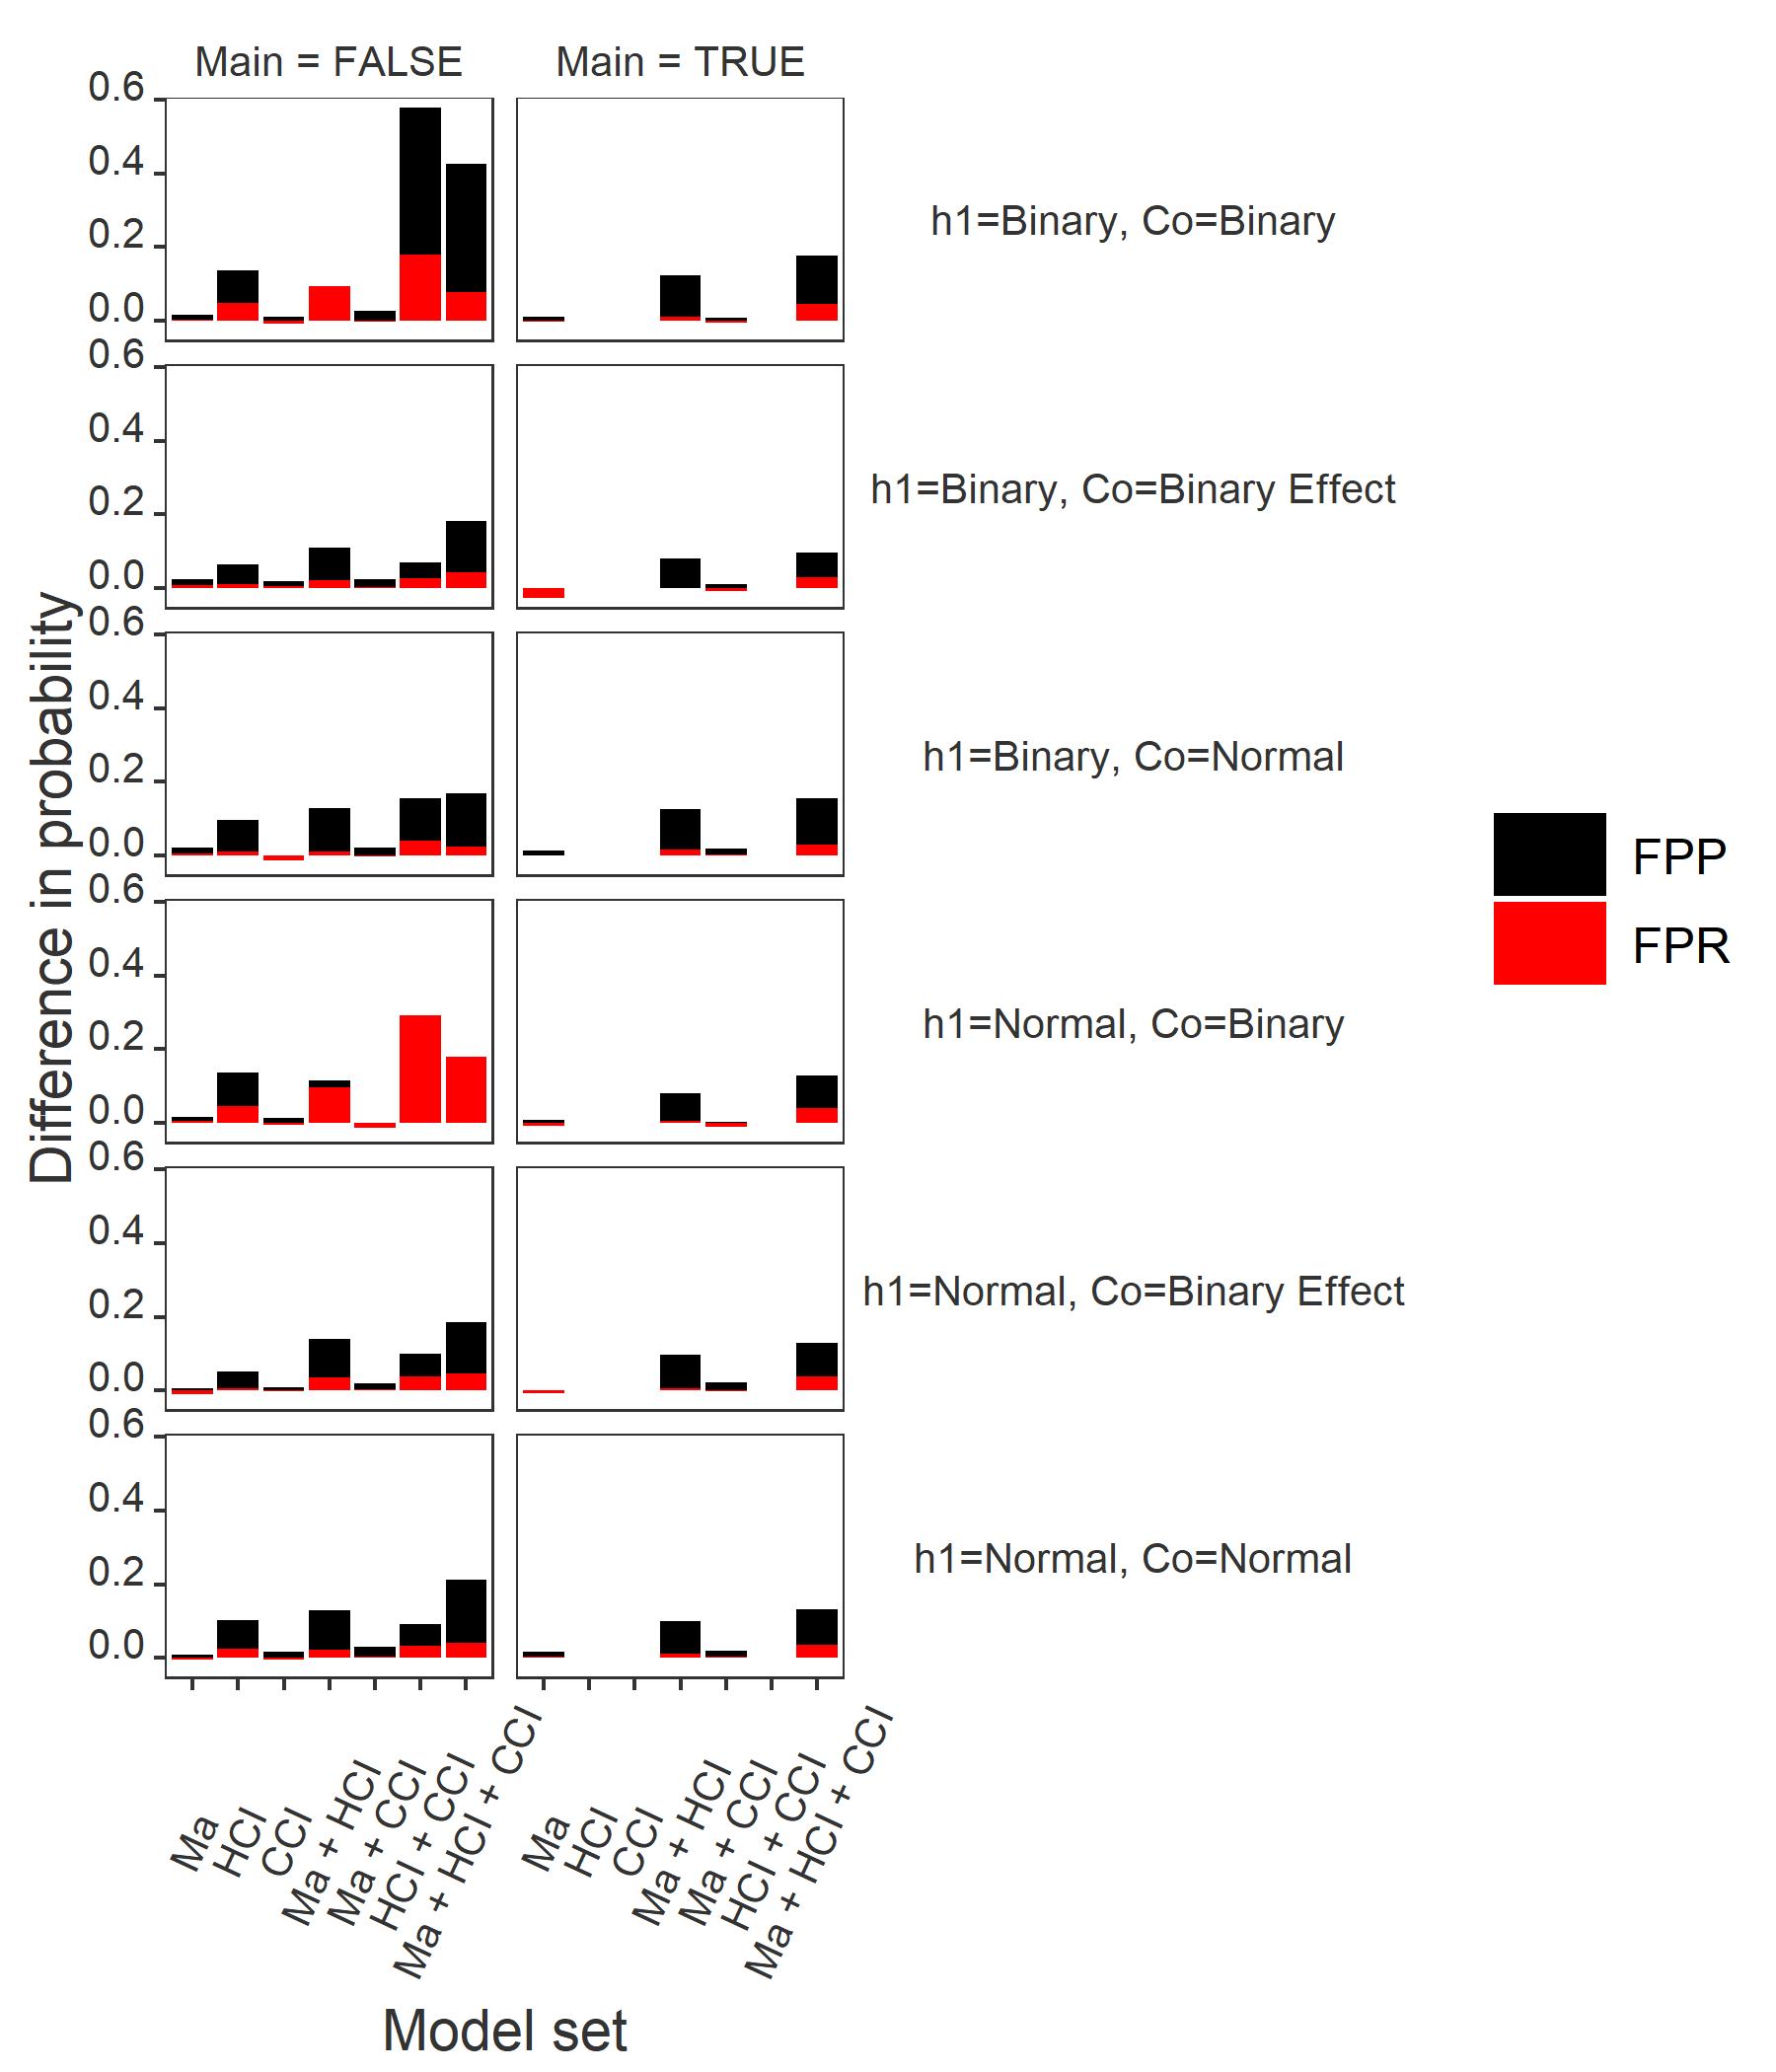 Main = FALSE
Main = TRUE
0.6
0.4
0.2
0.0
h1=Binary, Co=Binary
0.6
0.4
0.2
0.0
h1=Binary, Co=Binary Effect
0.6
0.4
0.2
0.0
h1=Binary, Co=Normal
0.6
0.4
0.2
0.0
h1=Normal, Co=Binary
0.6
0.4
0.2
0.0
h1=Normal, Co=Binary Effect
0.6
0.4
0.2
0.0
h1=Normal, Co=Normal
Difference in probability
FPP
FPR
Ma
HCI
CCI
Ma + HCI
Ma + CCI
HCI + CCI
Ma + HCI + CCI
Ma
HCI
CCI
Ma + HCI
Ma + CCI
HCI + CCI
Ma + HCI + CCI
Model set